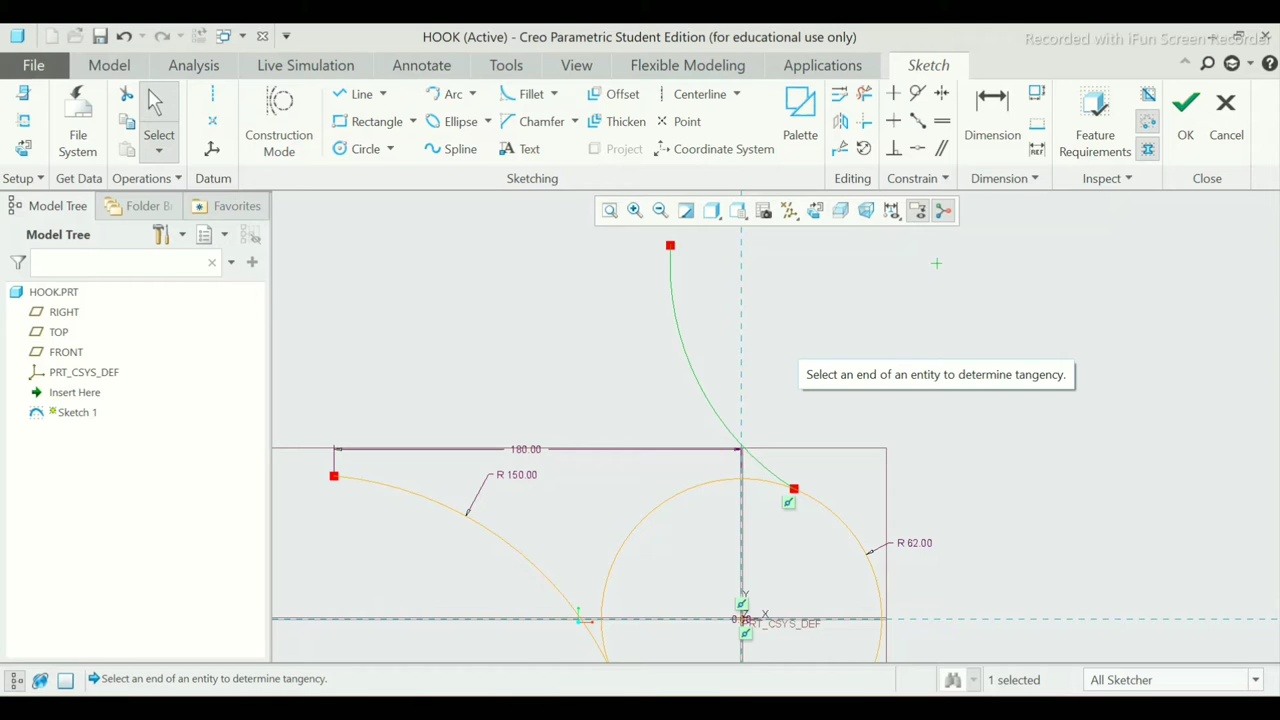 HOOK (Active) - Creo Parametric Student Edition (for educational use only)
Recorded with iFun Screen Recorder
File Model Analysis Live Simulation Annotate Tools View Flexible Modeling Applications Sketch
File System
Select
Construction Mode
Line Arc Fillet Offset Centerline
Rectangle Ellipse Chamfer Thicken Point
Circle Spline Text Project Coordinate System
Palette
Dimension
Feature Requirements
OK Cancel
Setup Get Data Operations Datum Sketching Editing Constrain Dimension Inspect Close
Model Tree Folder B Favorites
Model Tree
HOOK.PRT
RIGHT
TOP
FRONT
PRT_CSYS_DEF
Insert Here
Sketch 1
Select an end of an entity to determine tangency.
180.00
R 150.00
R 62.00
Y
X
PRT_CSYS_DEF
Select an end of an entity to determine tangency.
1 selected
All Sketcher